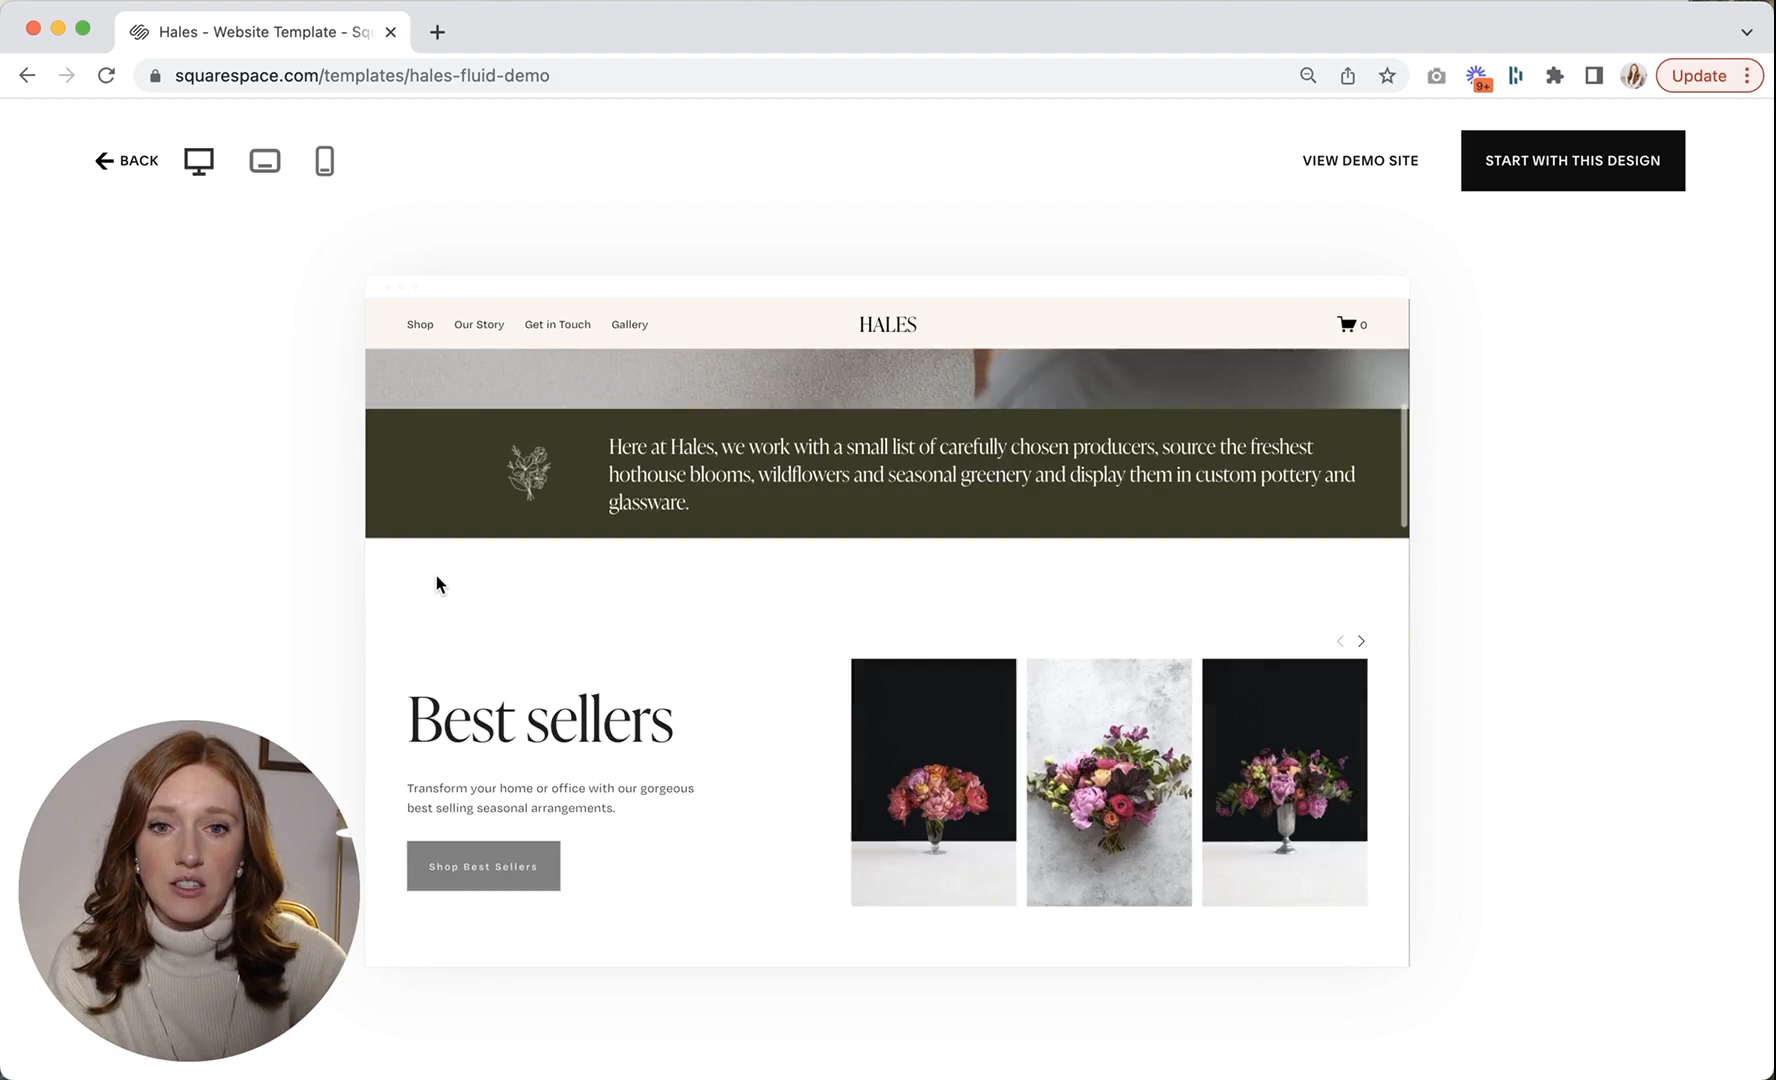 Hales - Website Template - Squ
squarespace.com/templates/hales-fluid-demo
9+
Update
BACK
VIEW DEMO SITE
START WITH THIS DESIGN
Shop Our Story Get in Touch Gallery
HALES
0
Here at Hales, we work with a small list of carefully chosen producers, source the freshest
hothouse blooms, wildflowers and seasonal greenery and display them in custom pottery and
glassware.
Best sellers
Transform your home or office with our gorgeous
best selling seasonal arrangements.
Shop Best Sellers